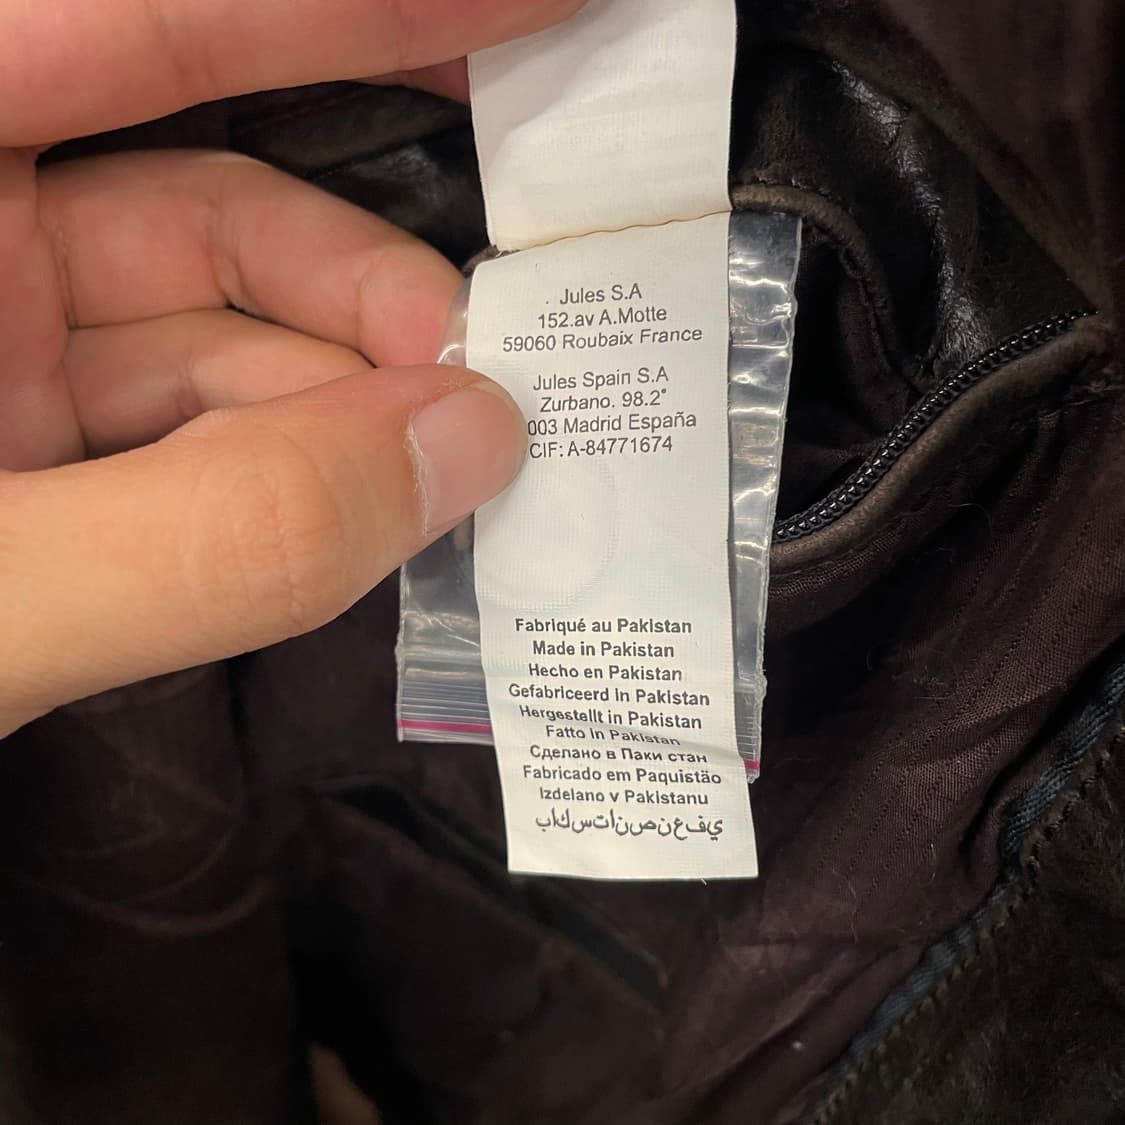 . Jules S.A
152.av A.Motte
59060 Roubaix France
Jules Spain S.A
Zurbano. 98.2°
003 Madrid España
CIF: A-84771674
Fabriqué au Pakistan
Made in Pakistan
Hecho en Pakistan
Gefabriceerd in Pakistan
Hergestellt in Pakistan
Fatto in Pakistan
Сделано в Паки стан
Fabricado em Paquistão
Izdelano v Pakistanu